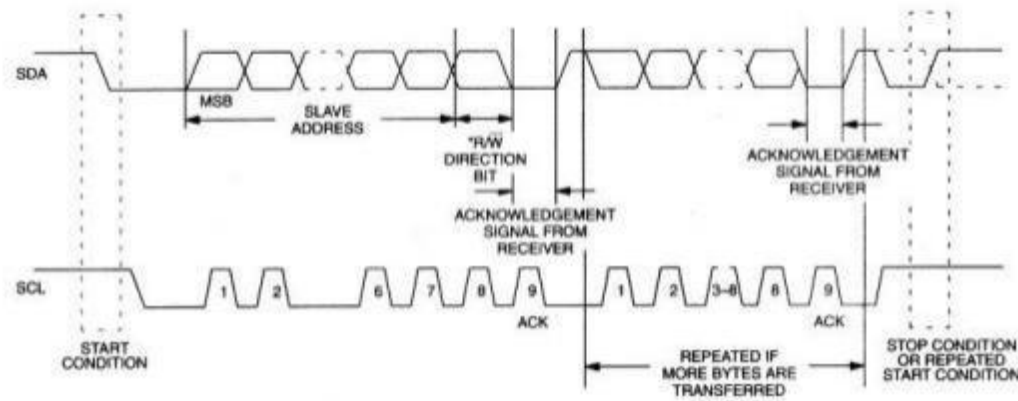 SDA
MSB
SLAVE
ADDRESS
*R/W
DIRECTION
BIT
ACKNOWLEDGEMENT
SIGNAL FROM
RECEIVER
ACKNOWLEDGEMENT
SIGNAL FROM
RECEIVER
SCL
1 2 6 7 8 9 1 2 3–8 8 9
ACK ACK
START
CONDITION
REPEATED IF
MORE BYTES ARE
TRANSFERRED
STOP CONDITION
OR REPEATED
START CONDITION